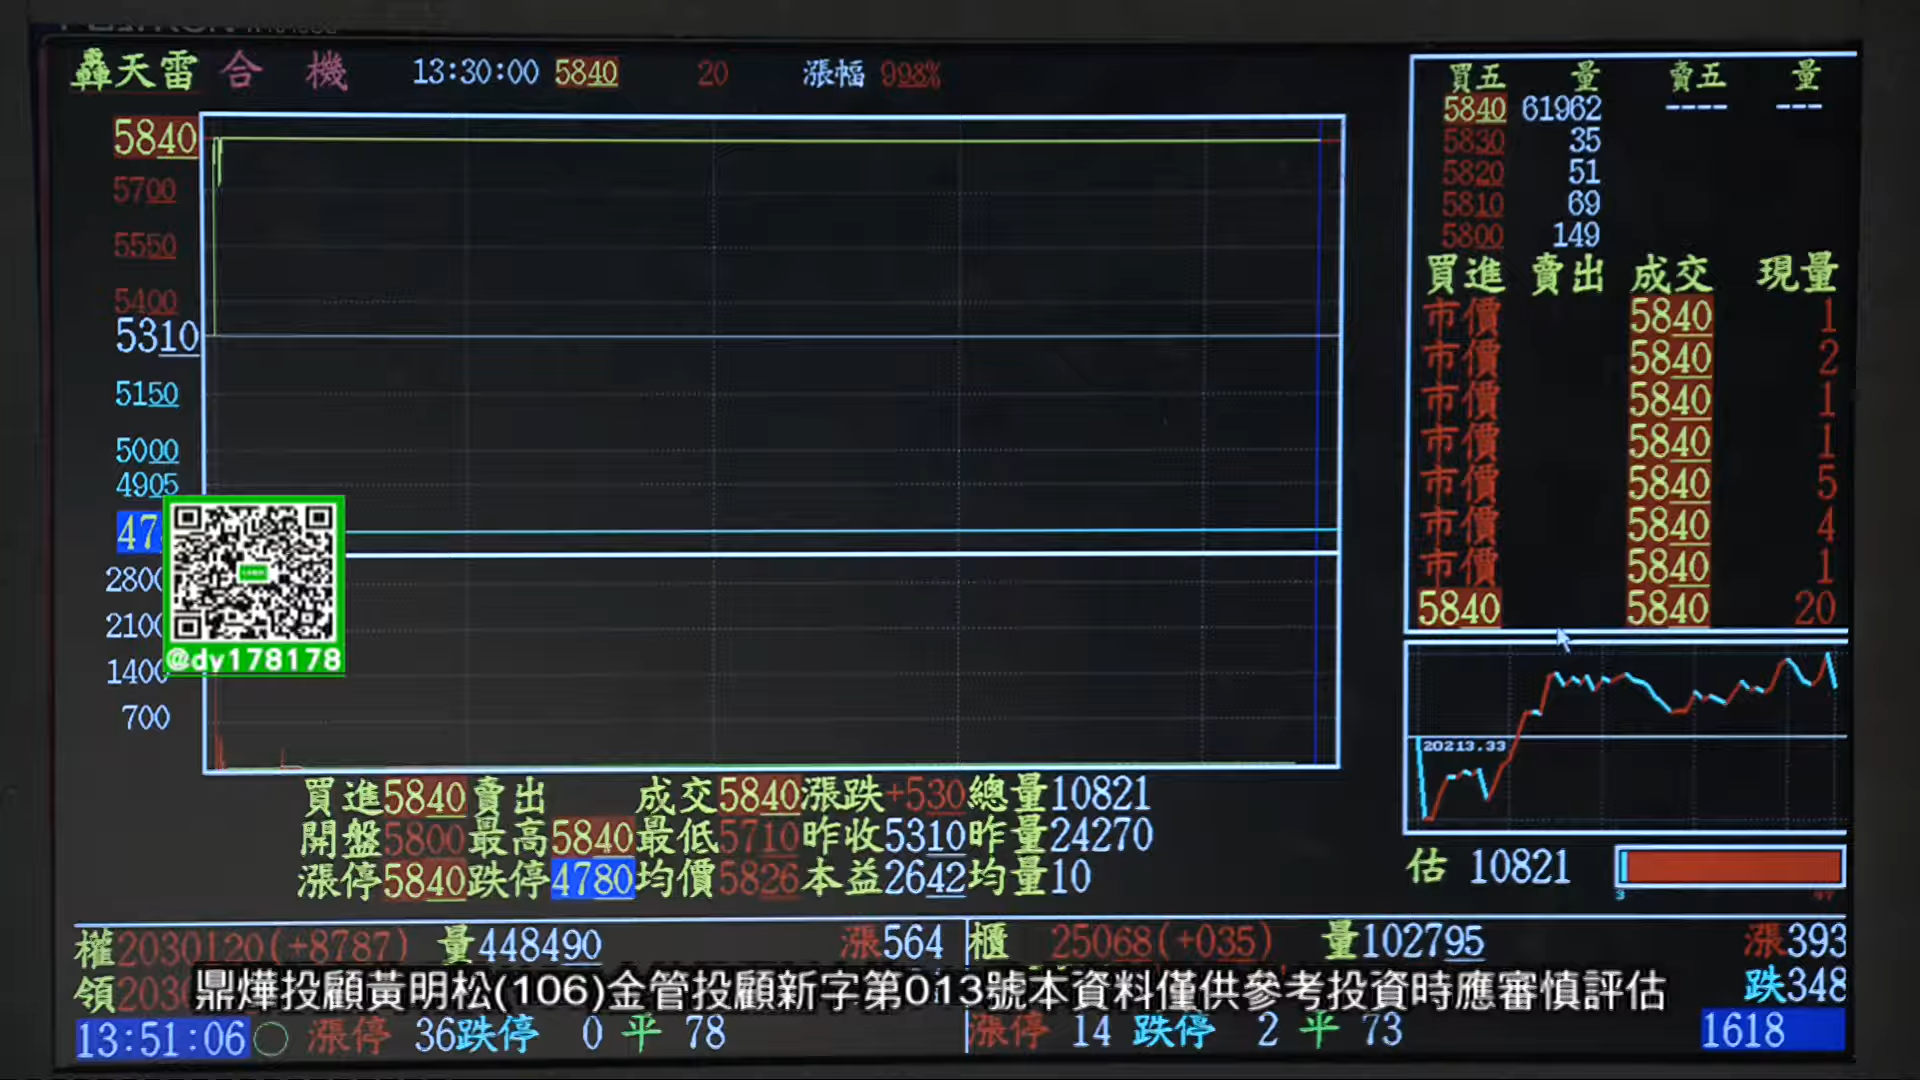 轟天雷 合 機 13:30:00 5840 20 漲幅 998%
5840
5700
5550
5400
5310
5150
5000
4905
2800
2100
1400
700
@dy178178
買五 量 賣五 量
5840 61962 ---- ---
5830 35
5820 51
5810 69
5800 149
買進 賣出 成交 現量
市價 5840 1
市價 5840 2
市價 5840 1
市價 5840 1
市價 5840 5
市價 5840 4
市價 5840 1
5840 5840 20
20213.33
估 10821
3 47
買進5840賣出 成交5840漲跌+530總量10821
開盤5800最高5840最低5710昨收5310昨量24270
漲停5840跌停4780均價5826本益2642均量10
權2030120(+8787) 量448490 漲564
櫃 25068(+035) 量102795 漲393
領2030
跌348
鼎燁投顧黃明松(106)金管投顧新字第013號本資料僅供參考投資時應審慎評估
13:51:06 漲停 36跌停 0 平 78
漲停 14 跌停 2 平 73 1618